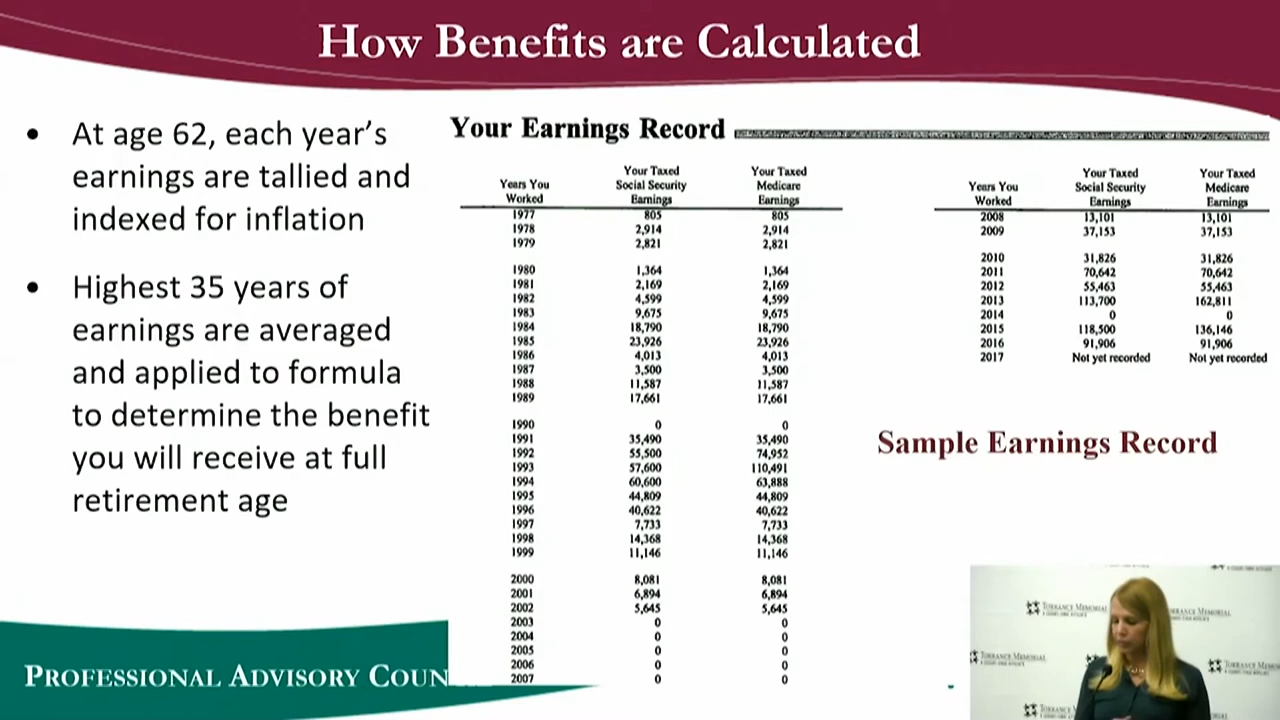 How Benefits are Calculated
• At age 62, each year's
earnings are tallied and
indexed for inflation
• Highest 35 years of
earnings are averaged
and applied to formula
to determine the benefit
you will receive at full
retirement age
Your Earnings Record
Years You
Worked
Your Taxed
Social Security
Earnings
Your Taxed
Medicare
Earnings
1977 805 805
1978 2,914 2,914
1979 2,821 2,821
1980 1,364 1,364
1981 2,169 2,169
1982 4,599 4,599
1983 9,675 9,675
1984 18,790 18,790
1985 23,926 23,926
1986 4,013 4,013
1987 3,500 3,500
1988 11,587 11,587
1989 17,661 17,661
1990 0 0
1991 35,490 35,490
1992 55,500 74,952
1993 57,600 110,491
1994 60,600 63,888
1995 44,809 44,809
1996 40,622 40,622
1997 7,733 7,733
1998 14,368 14,368
1999 11,146 11,146
2000 8,081 8,081
2001 6,894 6,894
2002 5,645 5,645
2003 0 0
2004 0 0
2005 0 0
2006 0 0
2007 0 0
Years You
Worked
Your Taxed
Social Security
Earnings
Your Taxed
Medicare
Earnings
2008 13,101 13,101
2009 37,153 37,153
2010 31,826 31,826
2011 70,642 70,642
2012 55,463 55,463
2013 113,700 162,811
2014 0 0
2015 118,500 136,146
2016 91,906 91,906
2017 Not yet recorded Not yet recorded
Sample Earnings Record
PROFESSIONAL ADVISORY COUN
TORRANCE MEMORIAL
TORRANCE MEMORIAL